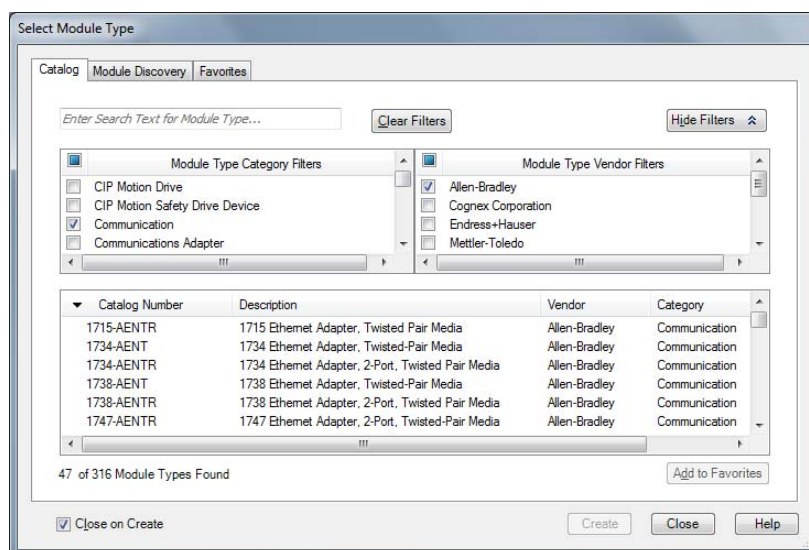 Select Module Type
Catalog Module Discovery Favorites
Enter Search Text for Module Type...
Clear Filters
Hide Filters
Module Type Category Filters
CIP Motion Drive
CIP Motion Safety Drive Device
Communication
Communications Adapter
Module Type Vendor Filters
Allen-Bradley
Cognex Corporation
Endress+Hauser
Mettler-Toledo
Catalog Number Description Vendor Category
1715-AENTR 1715 Ethernet Adapter, Twisted Pair Media Allen-Bradley Communication
1734-AENT 1734 Ethernet Adapter, Twisted-Pair Media Allen-Bradley Communication
1734-AENTR 1734 Ethernet Adapter, 2-Port, Twisted-Pair Media Allen-Bradley Communication
1738-AENT 1738 Ethernet Adapter, Twisted-Pair Media Allen-Bradley Communication
1738-AENTR 1738 Ethernet Adapter, 2-Port, Twisted-Pair Media Allen-Bradley Communication
1747-AENTR 1747 Ethernet Adapter, 2-Port, Twisted-Pair Media Allen-Bradley Communication
47 of 316 Module Types Found
Add to Favorites
Close on Create
Create
Close
Help